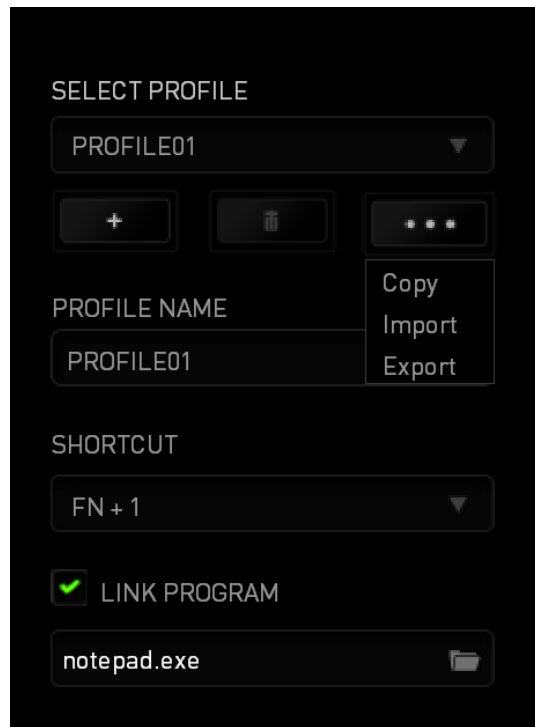 SELECT PROFILE
PROFILE01
Copy
Import
Export
PROFILE NAME
PROFILE01
SHORTCUT
FN + 1
LINK PROGRAM
notepad.exe